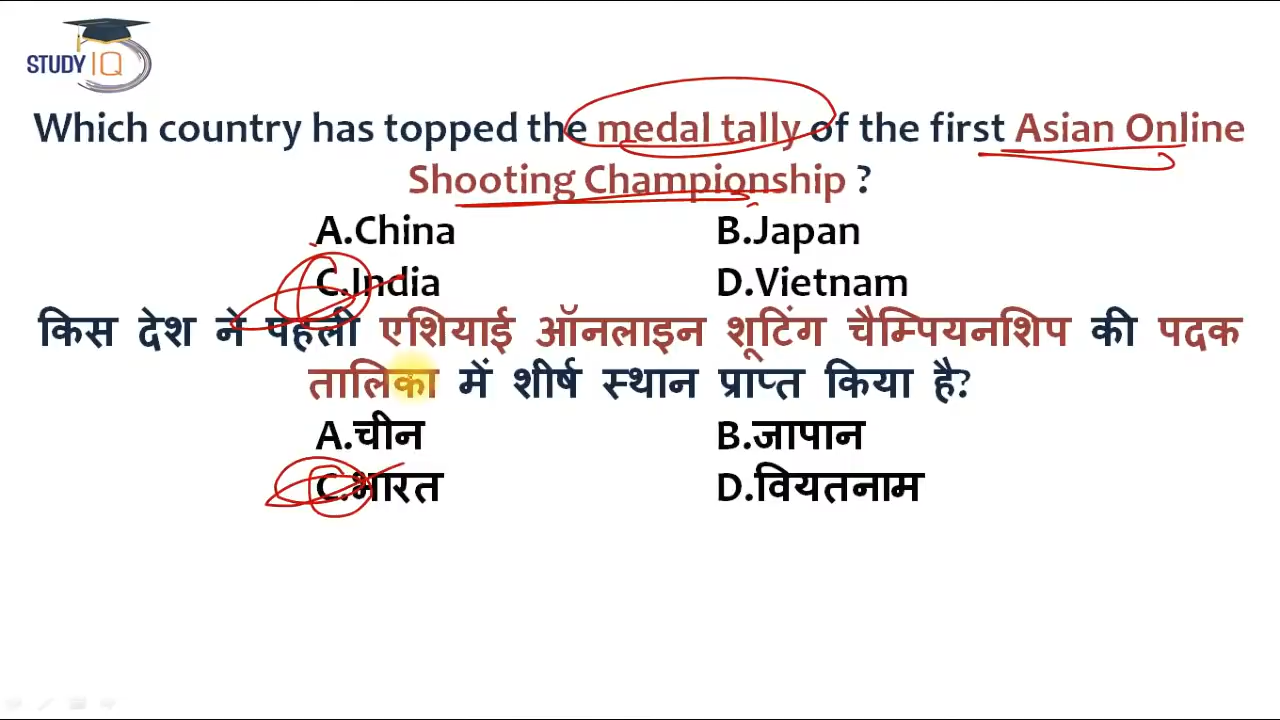 STUDY IQ
Which country has topped the medal tally of the first Asian Online
Shooting Championship ?
A.China B.Japan
C.India D.Vietnam
किस देश ने पहली एशियाई ऑनलाइन शूटिंग चैम्पियनशिप की पदक
तालिका में शीर्ष स्थान प्राप्त किया है?
A.चीन B.जापान
C.भारत D.वियतनाम